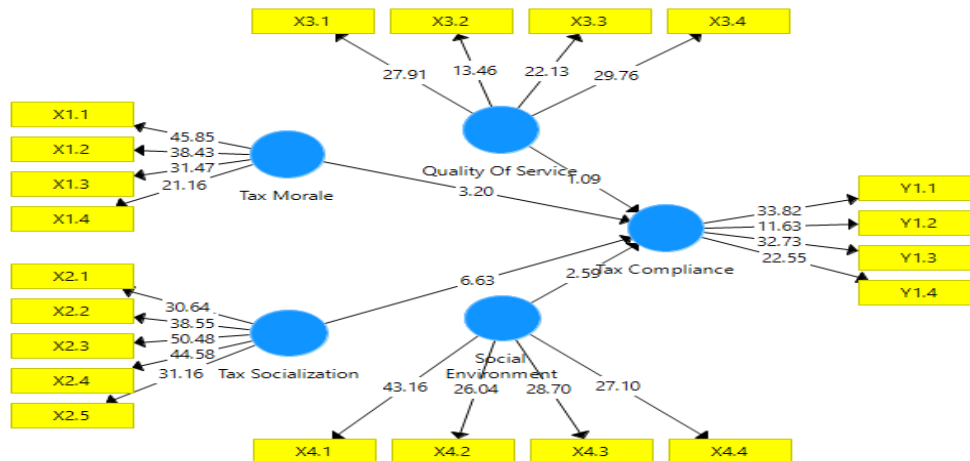 X3.1
X3.2
X3.3
X3.4
27.91
13.46
22.13
29.76
Quality Of Service
1.09
X1.1
X1.2
X1.3
X1.4
45.85
38.43
31.47
21.16
Tax Morale
3.20
Y1.1
Y1.2
Y1.3
Y1.4
33.82
11.63
32.73
22.55
Tax Compliance
X2.1
X2.2
X2.3
X2.4
X2.5
30.64
38.55
50.48
44.58
31.16
Tax Socialization
6.63
2.59
Social
Environment
43.16
26.04
28.70
27.10
X4.1
X4.2
X4.3
X4.4